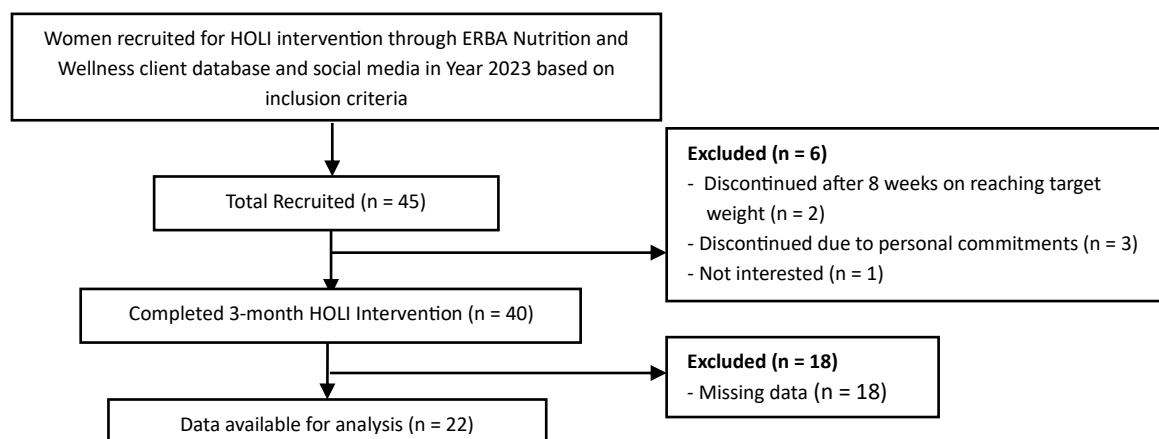 Women recruited for HOLI intervention through ERBA Nutrition and
Wellness client database and social media in Year 2023 based on
inclusion criteria
Total Recruited (n = 45)
Excluded (n = 6)
- Discontinued after 8 weeks on reaching target
weight (n = 2)
- Discontinued due to personal commitments (n = 3)
- Not interested (n = 1)
Completed 3-month HOLI Intervention (n = 40)
Excluded (n = 18)
- Missing data (n = 18)
Data available for analysis (n = 22)